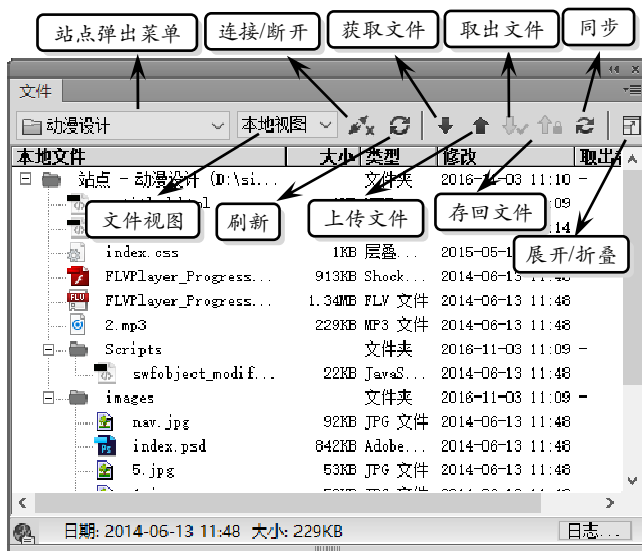 站点弹出菜单 连接/断开 获取文件 取出文件 同步
文件
动漫设计 本地视图
本地文件 大小 类型 修改 取出
站点 - 动漫设计 (D:\si... 文件夹 2016-11-03 11:10 -
文件视图 刷新 上传文件 存回文件
展开/折叠
index.css 1KB 层叠... 2015-05-1
FLVPlayer_Progress... 913KB Shock... 2014-06-13 11:48
FLVPlayer_Progress... 1.34MB FLV 文件 2014-06-13 11:48
2.mp3 229KB MP3 文件 2014-06-13 11:48
Scripts 文件夹 2016-11-03 11:09 -
swfobject_modif... 22KB JavaS... 2014-06-13 11:48
images 文件夹 2016-11-03 11:09 -
nav.jpg 92KB JPG 文件 2014-06-13 11:48
index.psd 842KB Adobe... 2014-06-13 11:48
5.jpg 53KB JPG 文件 2014-06-13 11:48
日期: 2014-06-13 11:48 大小: 229KB 日志...